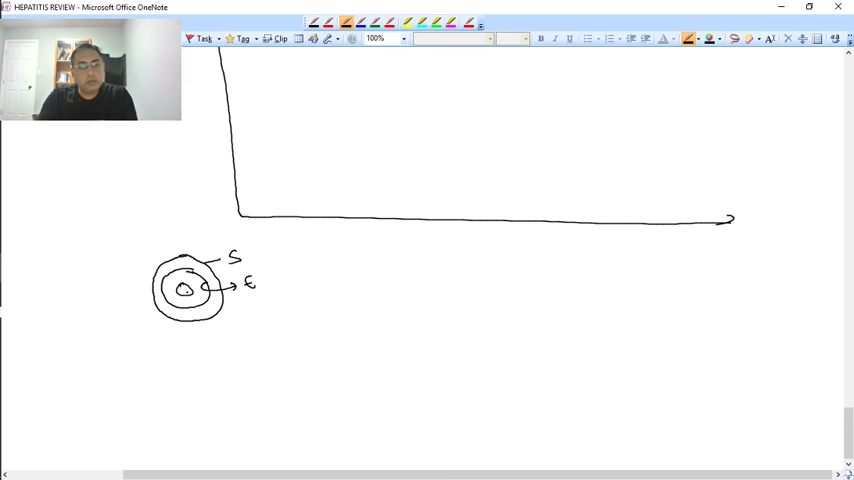 HEPATITIS REVIEW - Microsoft Office OneNote
Task Tag Clip 100% B I U A
S
E